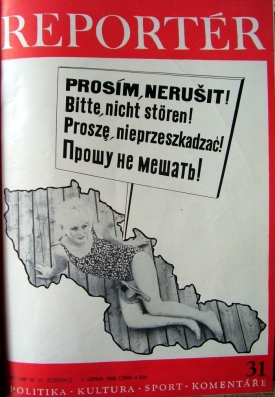 REPORTÉR
PROSÍM, NERUŠIT!
Bitte, nicht stören!
Proszę, nieprzeszkadzać!
Прошу не мешать!
31
POLITIKA - KULTURA - SPORT - KOMENTÁŘE